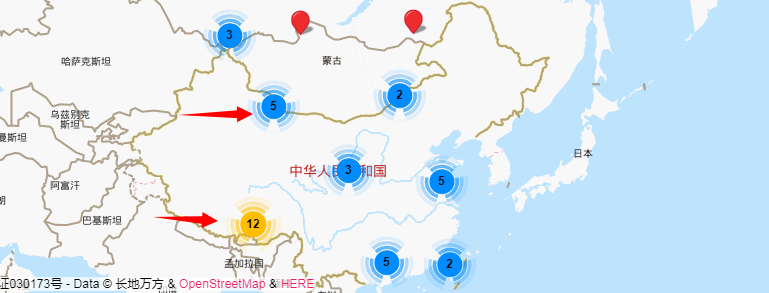 3
哈萨克斯坦
蒙古
2
5
乌兹别克
斯坦
曼斯坦
日本
中华人民
3
和国
5
阿富汗
朗
巴基斯坦
12
孟加拉国
5
2
证030173号 - Data © 长地万方 & OpenStreetMap & HERE